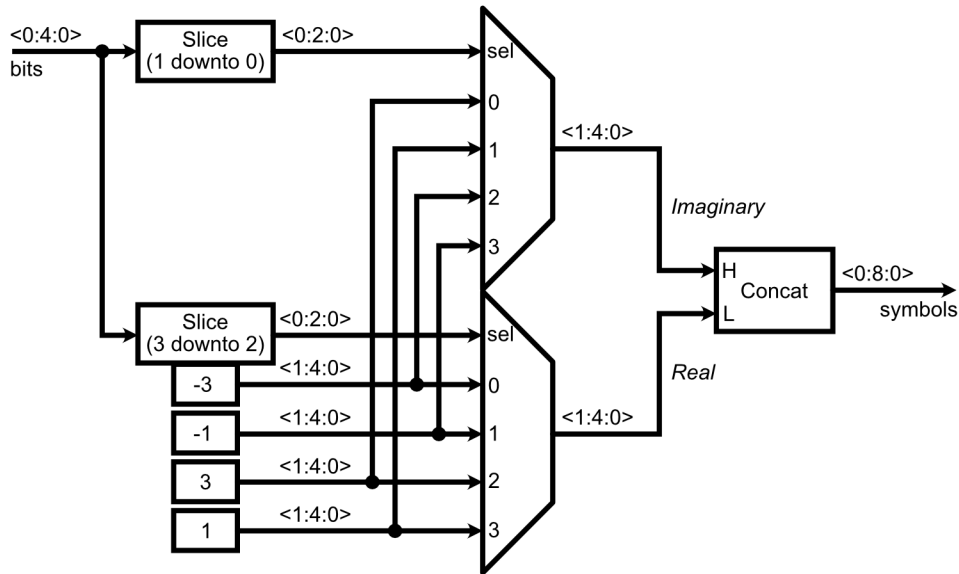 <0:4:0>
bits
Slice
(1 downto 0)
<0:2:0>
sel
0
1
2
3
<1:4:0>
Imaginary
Slice
(3 downto 2)
<0:2:0>
sel
-3
<1:4:0>
0
-1
<1:4:0>
1
3
<1:4:0>
2
1
<1:4:0>
3
<1:4:0>
Real
H
Concat
L
<0:8:0>
symbols